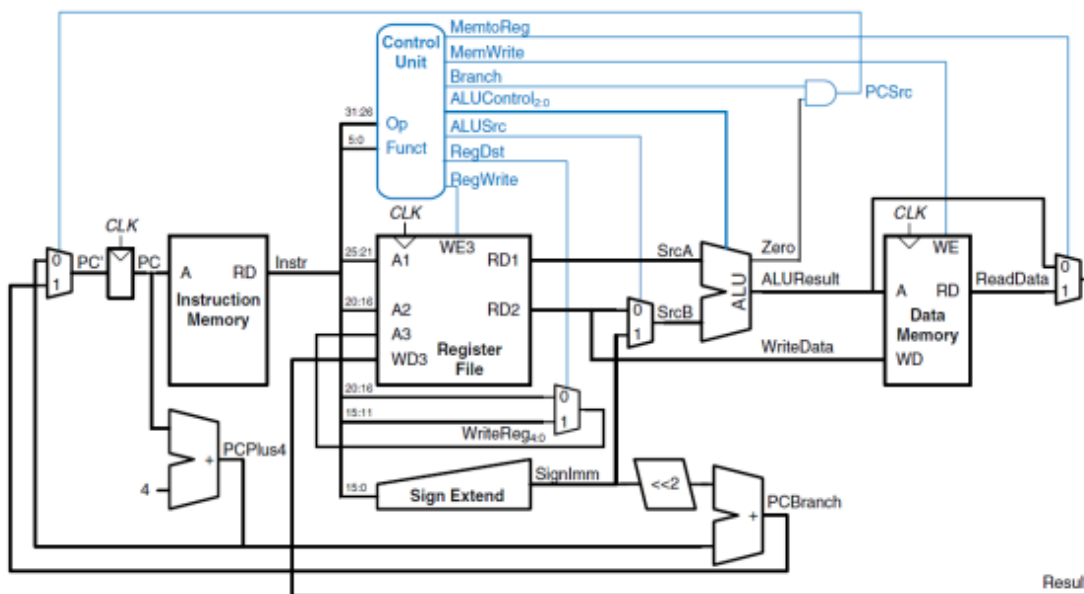 MemtoReg
Control Unit
MemWrite
Branch
ALUControl2:0
PCSrc
31:26
Op
ALUSrc
5:0
Funct
RegDst
RegWrite
CLK
CLK
CLK
WE3
WE
0
PC'
PC
1
A
RD
Instr
25:21
A1
RD1
SrcA
Zero
ALU
ALUResult
A
RD
ReadData
0
1
Instruction Memory
20:16
A2
RD2
0
SrcB
1
Data Memory
A3
WriteData
WD3
Register File
WD
20:16
0
15:11
1
WriteReg4:0
PCPlus4
+
4
15:0
Sign Extend
SignImm
<<2
+
PCBranch
Resul